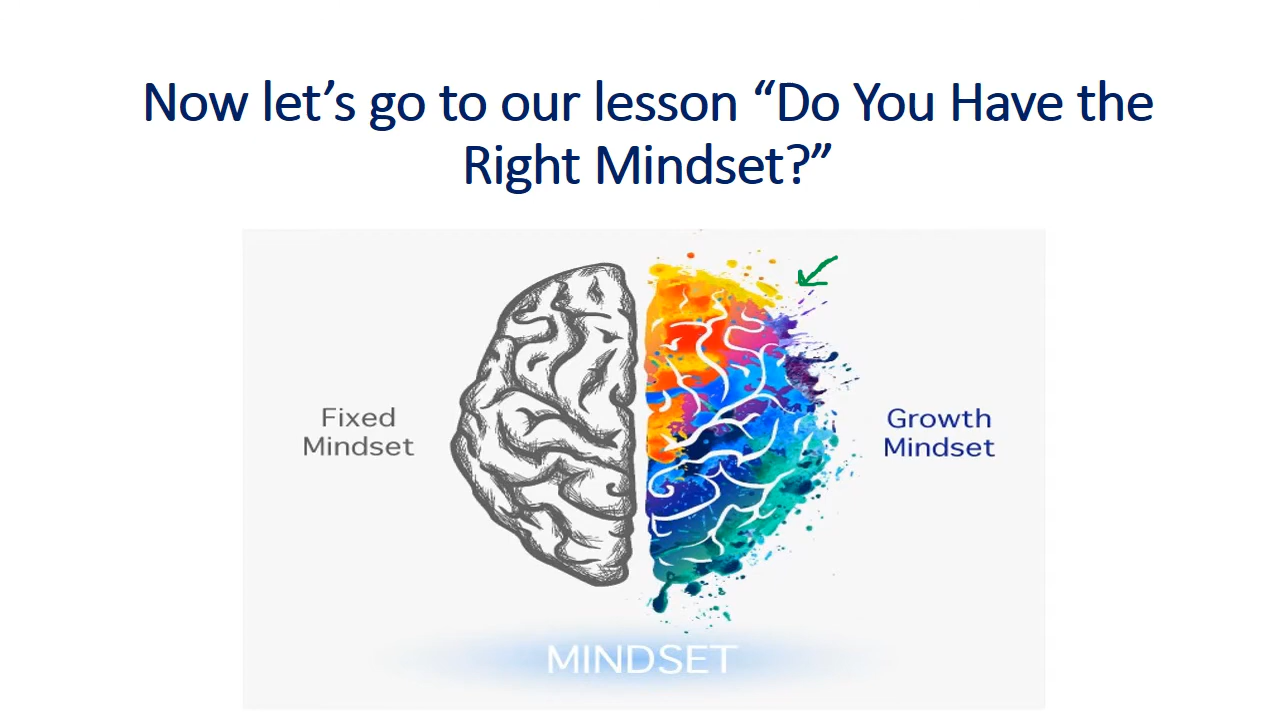 Now let’s go to our lesson “Do You Have the
Right Mindset?”
Fixed
Mindset
Growth
Mindset
MINDSET